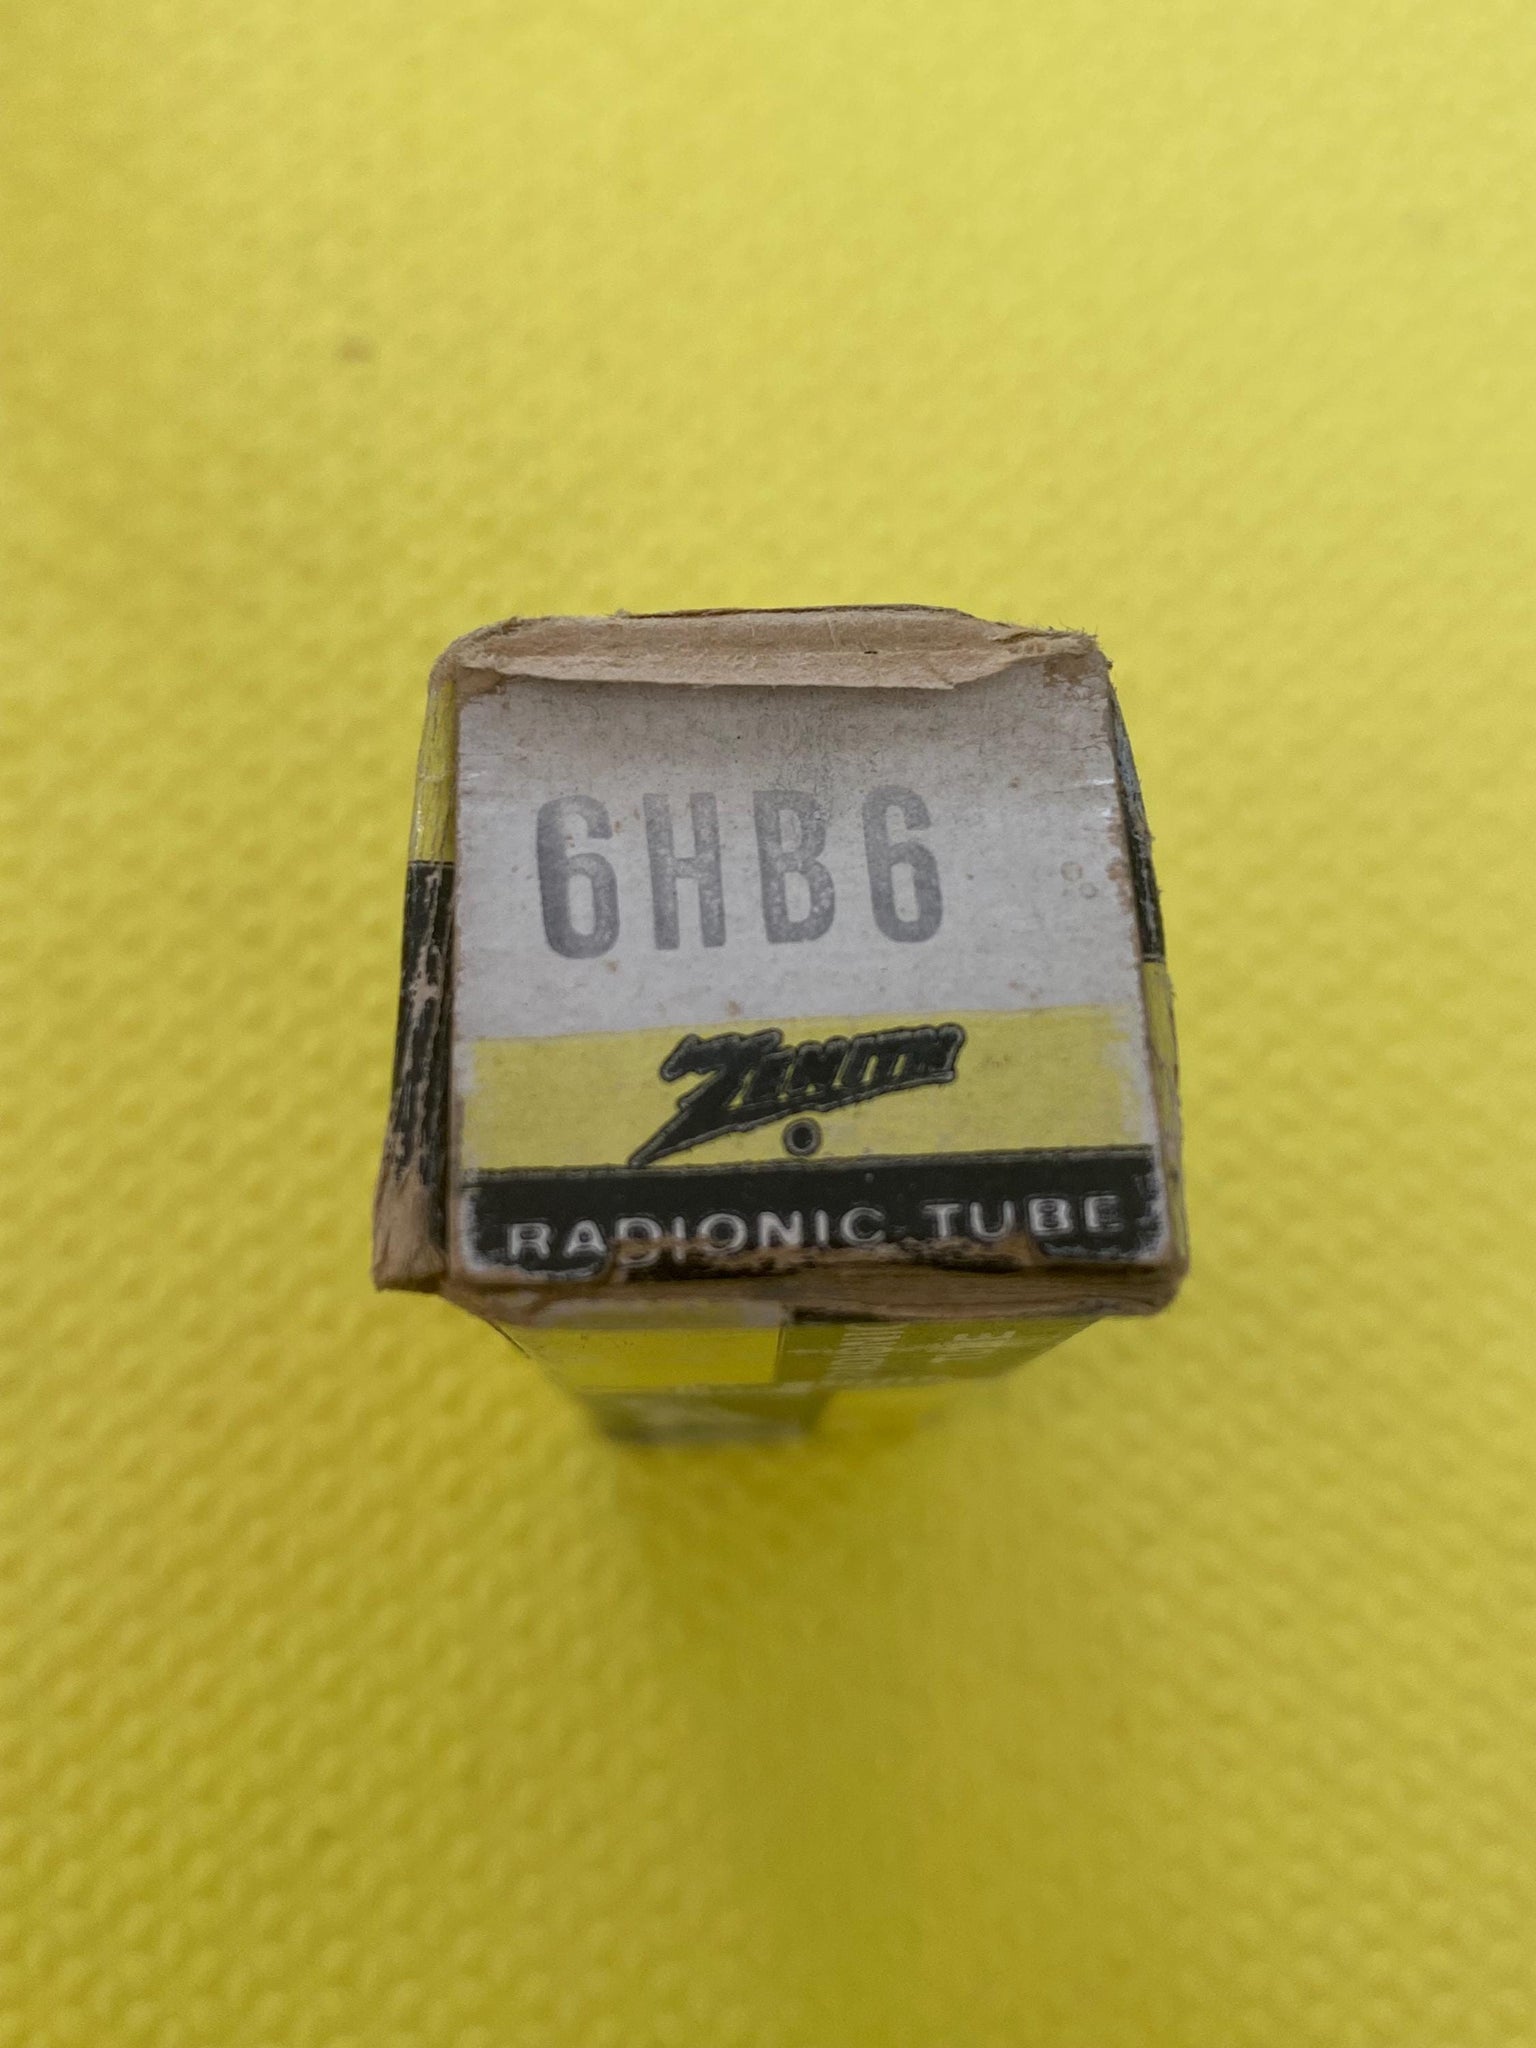 6HB6
ZENITH
RADIONIC TUBE